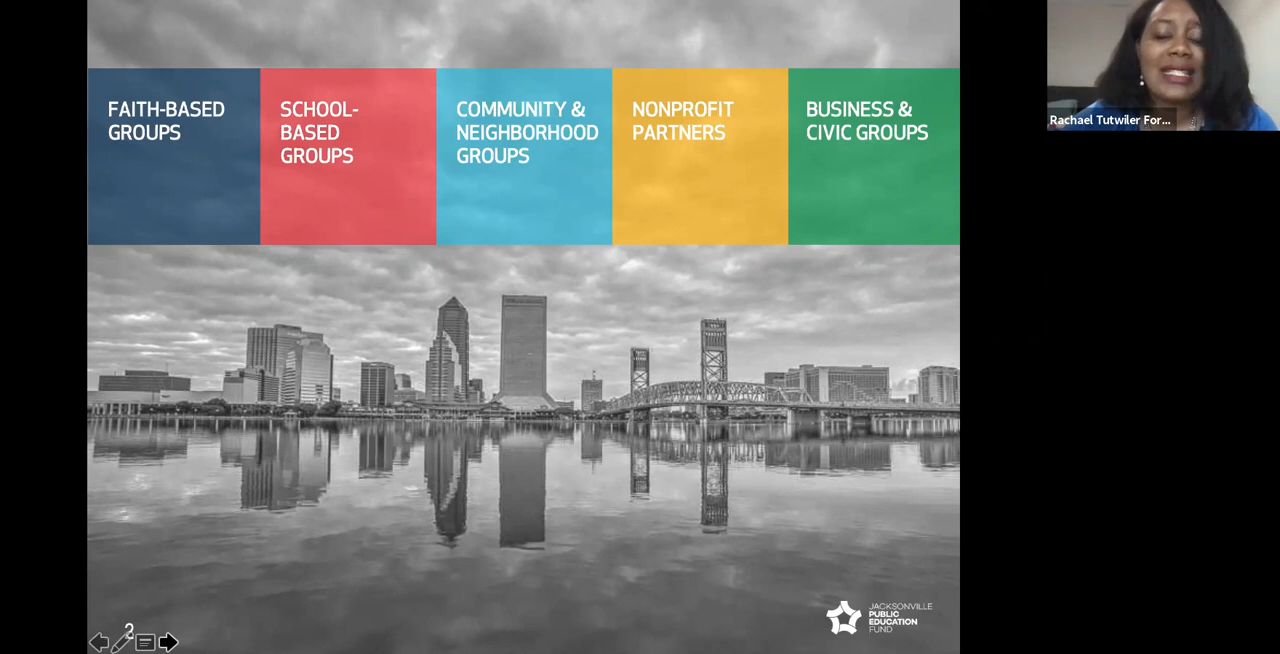 FAITH-BASED
GROUPS
SCHOOL-
BASED
GROUPS
COMMUNITY &
NEIGHBORHOOD
GROUPS
NONPROFIT
PARTNERS
BUSINESS &
CIVIC GROUPS
Rachael Tutwiler For...
JACKSONVILLE
PUBLIC
EDUCATION
FUND
2